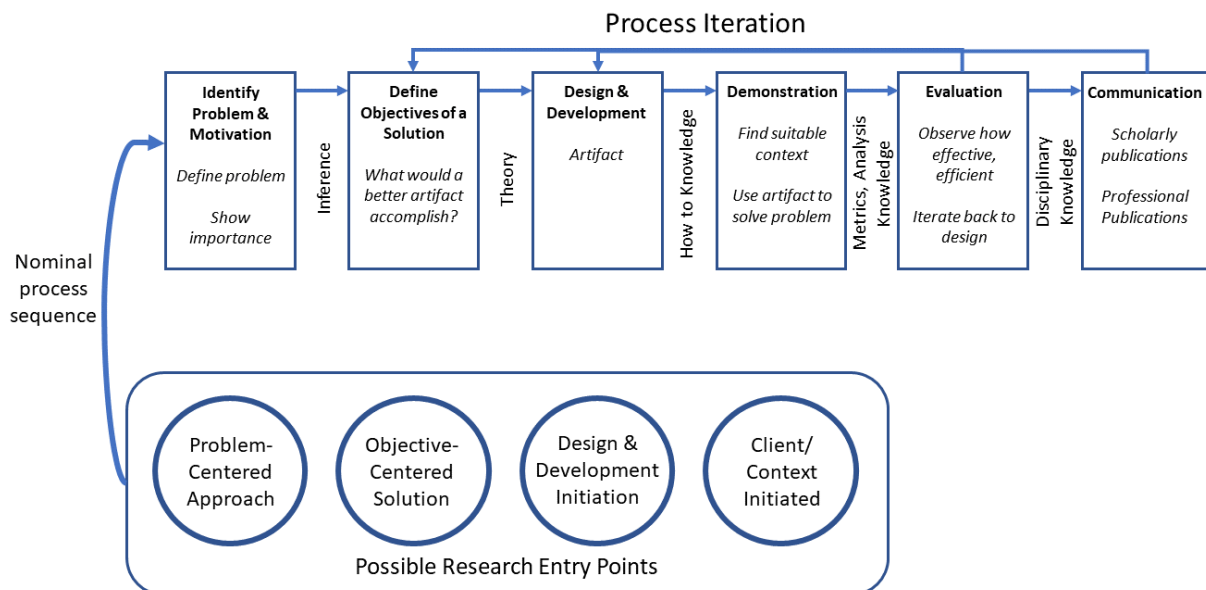 Process Iteration
Identify
Problem &
Motivation
Define problem
Show
importance
Inference
Define
Objectives of a
Solution
What would a
better artifact
accomplish?
Theory
Design &
Development
Artifact
How to Knowledge
Demonstration
Find suitable
context
Use artifact to
solve problem
Metrics, Analysis
Knowledge
Evaluation
Observe how
effective,
efficient
Iterate back to
design
Disciplinary
Knowledge
Communication
Scholarly
publications
Professional
Publications
Nominal
process
sequence
Problem-
Centered
Approach
Objective-
Centered
Solution
Design &
Development
Initiation
Client/
Context
Initiated
Possible Research Entry Points